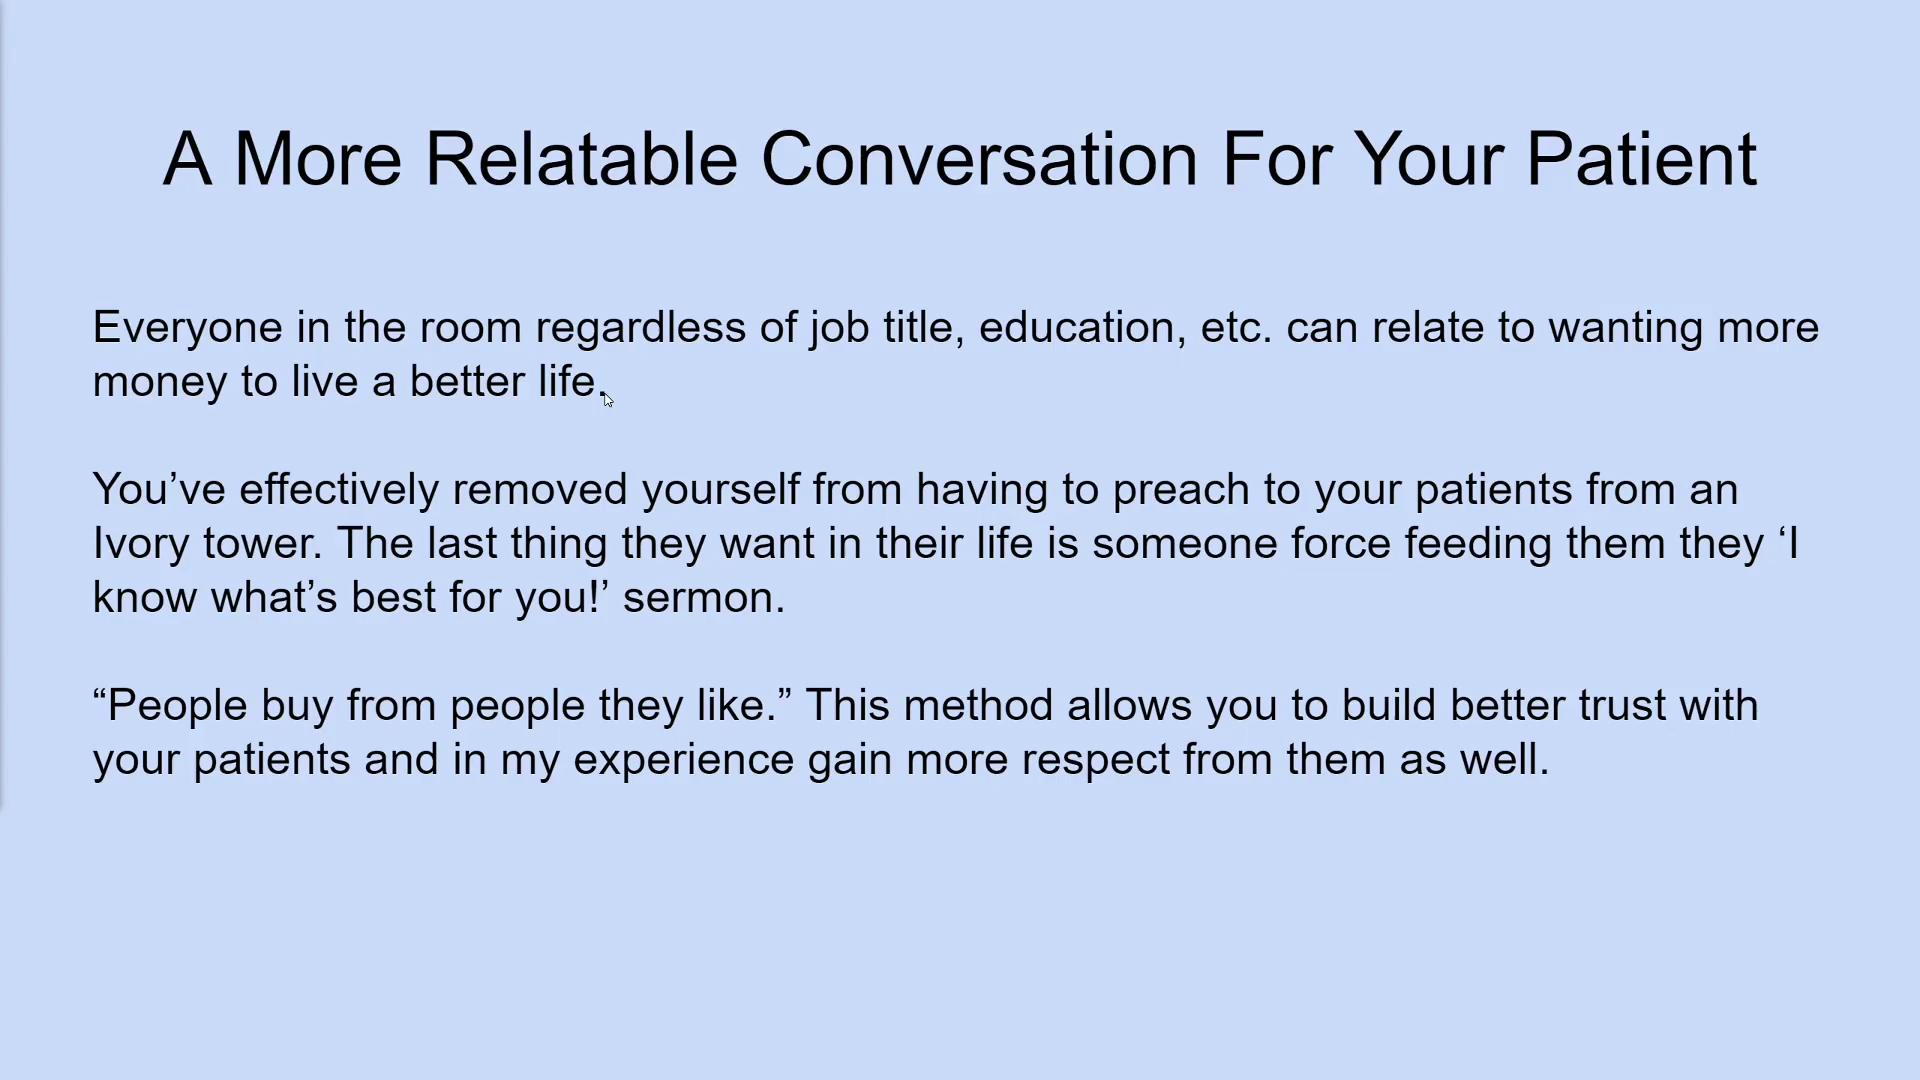 A More Relatable Conversation For Your Patient
Everyone in the room regardless of job title, education, etc. can relate to wanting more
money to live a better life.
You’ve effectively removed yourself from having to preach to your patients from an
Ivory tower. The last thing they want in their life is someone force feeding them they ‘I
know what’s best for you!’ sermon.
“People buy from people they like.” This method allows you to build better trust with
your patients and in my experience gain more respect from them as well.